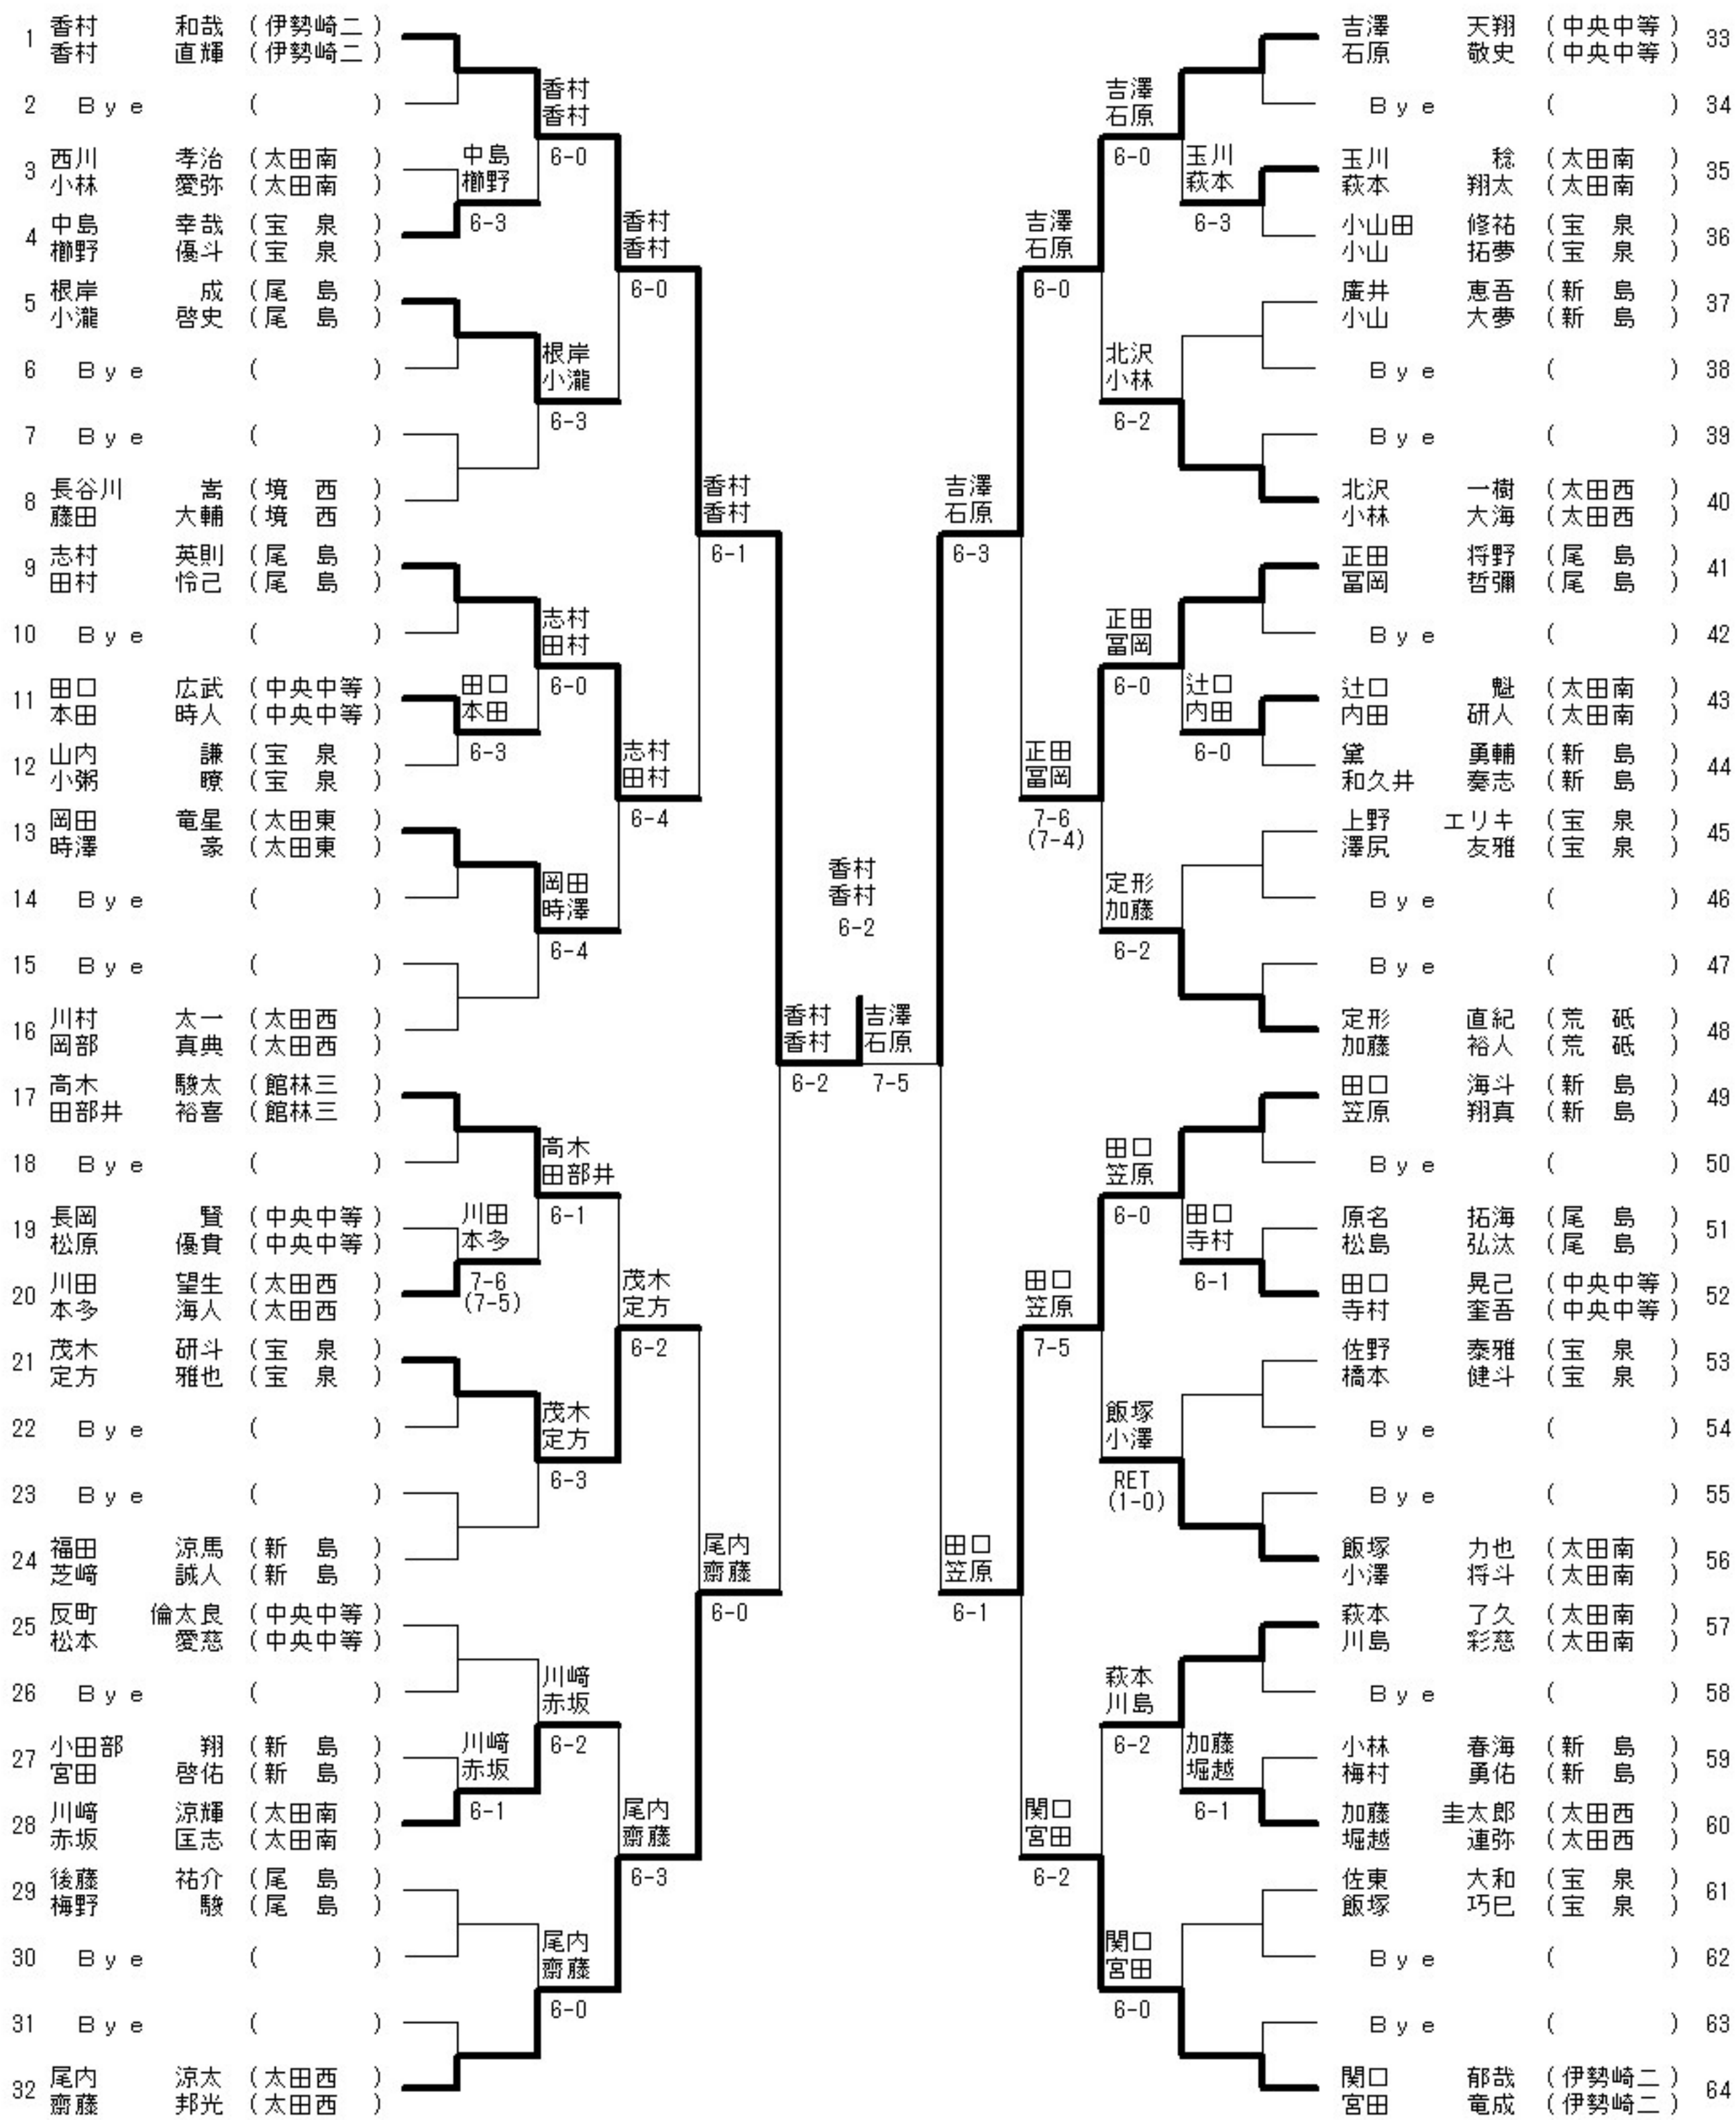 1 香村 和哉 (伊勢崎二)
香村 直輝 (伊勢崎二)
2 Bye ( )
3 西川 孝治 (太田南)
小林 愛弥 (太田南)
4 中島 幸哉 (宝 泉)
櫛野 優斗 (宝 泉)
5 根岸 成 (尾 島)
小瀧 啓史 (尾 島)
6 Bye ( )
7 Bye ( )
8 長谷川 嵩 (境 西)
藤田 大輔 (境 西)
9 志村 英則 (尾 島)
田村 怜己 (尾 島)
10 Bye ( )
11 田口 広武 (中央中等)
本田 時人 (中央中等)
12 山内 謙 (宝 泉)
小粥 瞭 (宝 泉)
13 岡田 竜星 (太田東)
時澤 豪 (太田東)
14 Bye ( )
15 Bye ( )
16 川村 太一 (太田西)
岡部 真典 (太田西)
17 高木 駿太 (館林三)
田部井 裕喜 (館林三)
18 Bye ( )
19 長岡 賢 (中央中等)
松原 優貴 (中央中等)
20 川田 望生 (太田西)
本多 海人 (太田西)
21 茂木 研斗 (宝 泉)
定方 雅也 (宝 泉)
22 Bye ( )
23 Bye ( )
24 福田 涼馬 (新 島)
芝﨑 誠人 (新 島)
25 反町 倫太良 (中央中等)
松本 愛慈 (中央中等)
26 Bye ( )
27 小田部 翔 (新 島)
宮田 啓佑 (新 島)
28 川﨑 涼輝 (太田南)
赤坂 匡志 (太田南)
29 後藤 祐介 (尾 島)
梅野 駿 (尾 島)
30 Bye ( )
31 Bye ( )
32 尾内 涼太 (太田西)
齋藤 邦光 (太田西)
中島
櫛野
6-3
田口
本田
6-3
川田
本多
7-6
(7-5)
川﨑
赤坂
6-1
香村
香村
6-0
根岸
小瀧
6-3
志村
田村
6-0
岡田
時澤
6-4
高木
田部井
6-1
茂木
定方
6-3
川﨑
赤坂
6-2
尾内
齋藤
6-0
香村
香村
6-0
志村
田村
6-4
茂木
定方
6-2
尾内
齋藤
6-3
香村
香村
6-1
尾内
齋藤
6-0
香村
香村
6-2
香村
香村
6-2
吉澤
石原
7-5
吉澤
石原
6-3
田口
笠原
6-1
吉澤
石原
6-0
正田
冨岡
7-6
(7-4)
田口
笠原
7-5
関口
宮田
6-2
吉澤
石原
6-0
北沢
小林
6-2
正田
冨岡
6-0
定形
加藤
6-2
田口
笠原
6-0
飯塚
小澤
RET
(1-0)
萩本
川島
6-2
関口
宮田
6-0
玉川
萩本
6-3
辻口
内田
6-0
田口
寺村
6-1
加藤
堀越
6-1
吉澤 天翔 (中央中等) 33
石原 敬史 (中央中等)
Bye ( ) 34
玉川 稔 (太田南) 35
萩本 翔太 (太田南)
小山田 修祐 (宝 泉) 36
小山 拓夢 (宝 泉)
廣井 恵吾 (新 島) 37
小山 大夢 (新 島)
Bye ( ) 38
Bye ( ) 39
北沢 一樹 (太田西) 40
小林 大海 (太田西)
正田 将野 (尾 島) 41
冨岡 哲彌 (尾 島)
Bye ( ) 42
辻口 魁 (太田南) 43
内田 研人 (太田南)
黛 勇輔 (新 島) 44
和久井 奏志 (新 島)
上野 エリキ (宝 泉) 45
澤尻 友雅 (宝 泉)
Bye ( ) 46
Bye ( ) 47
定形 直紀 (荒 砥) 48
加藤 裕人 (荒 砥)
田口 海斗 (新 島) 49
笠原 翔真 (新 島)
Bye ( ) 50
原名 拓海 (尾 島) 51
松島 弘汰 (尾 島)
田口 晃己 (中央中等) 52
寺村 奎吾 (中央中等)
佐野 泰雅 (宝 泉) 53
橋本 健斗 (宝 泉)
Bye ( ) 54
Bye ( ) 55
飯塚 力也 (太田南) 56
小澤 将斗 (太田南)
萩本 了久 (太田南) 57
川島 彩慈 (太田南)
Bye ( ) 58
小林 春海 (新 島) 59
梅村 勇佑 (新 島)
加藤 圭太郎 (太田西) 60
堀越 連弥 (太田西)
佐東 大和 (宝 泉) 61
飯塚 巧巳 (宝 泉)
Bye ( ) 62
Bye ( ) 63
関口 郁哉 (伊勢崎二) 64
宮田 竜成 (伊勢崎二)